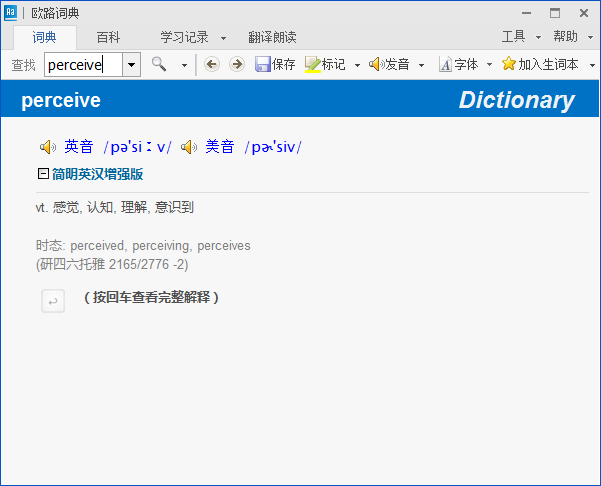 欧路词典
词典 百科 学习记录 翻译朗读 工具 帮助
查找 perceive 保存 标记 发音 字体 加入生词本
perceive Dictionary
英音 /pə'siːv/ 美音 /pɚ'siv/
简明英汉增强版
vt. 感觉, 认知, 理解, 意识到
时态: perceived, perceiving, perceives
(研四六托雅 2165/2776 -2)
（按回车查看完整解释）